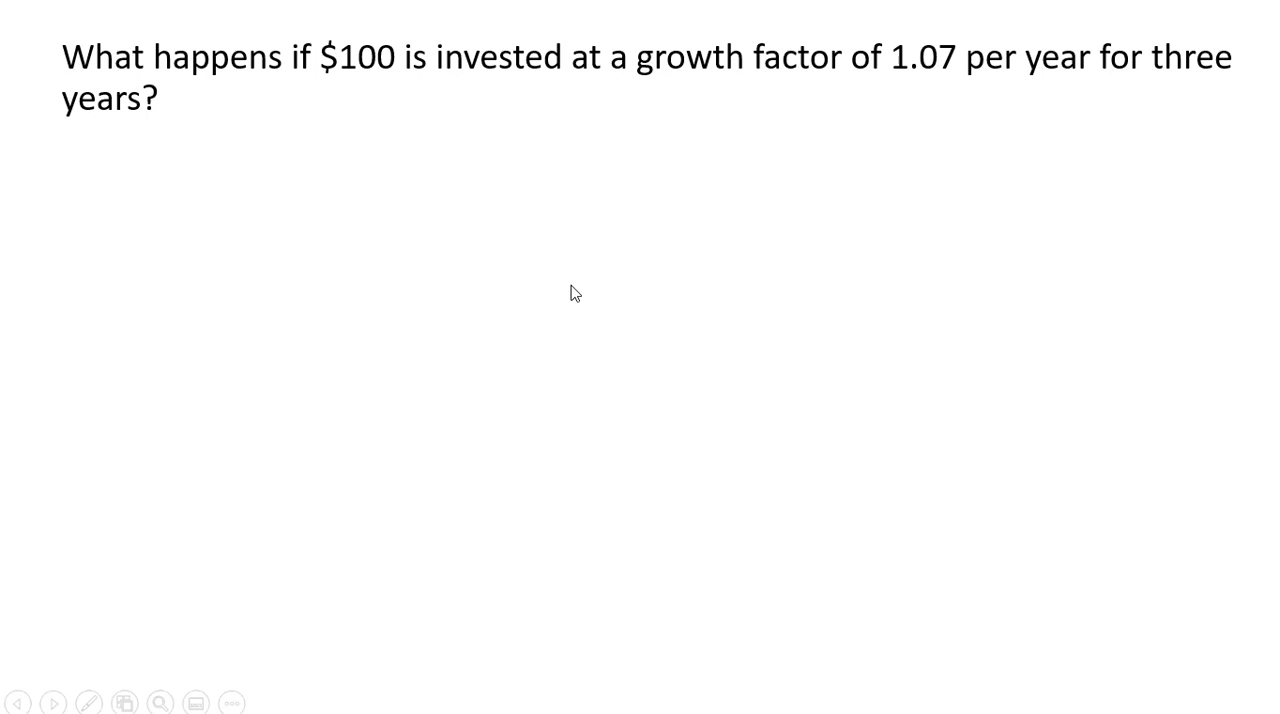 What happens if $100 is invested at a growth factor of 1.07 per year for three
years?